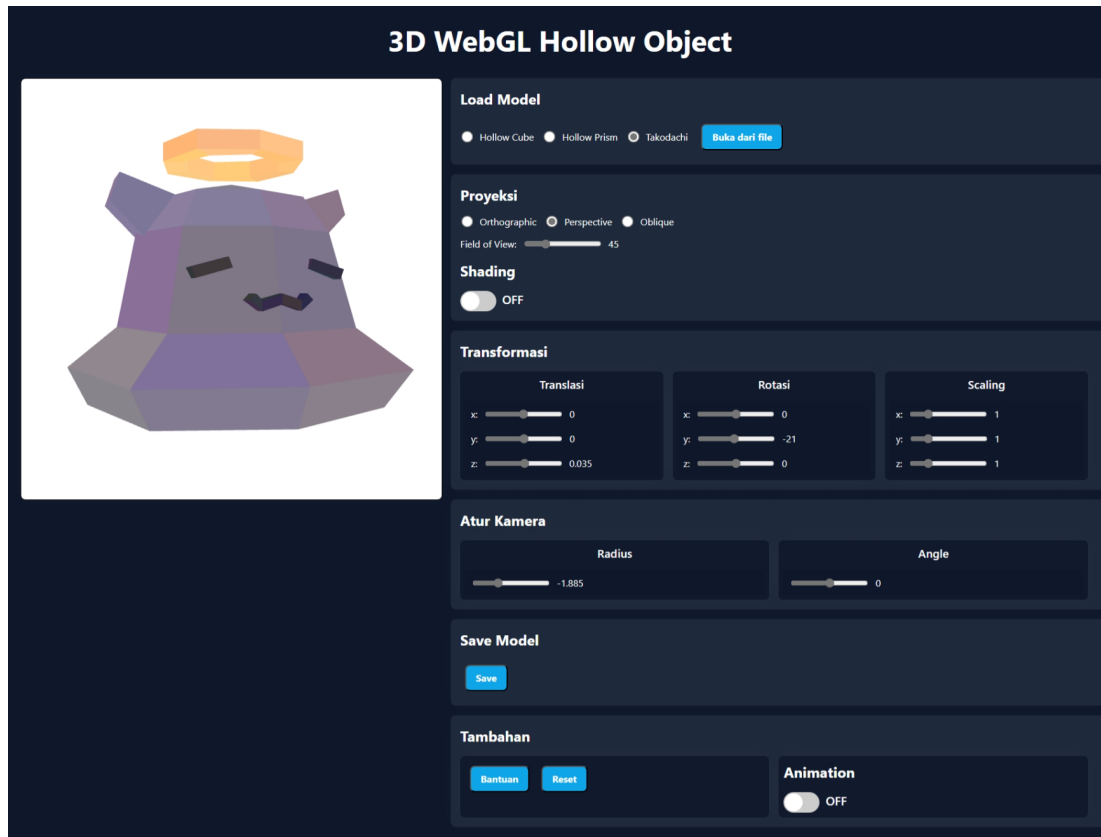 3D WebGL Hollow Object
Load Model
Hollow Cube Hollow Prism Takodachi Buka dari file
Proyeksi
Orthographic Perspective Oblique
Field of View: 45
Shading
OFF
Transformasi
Translasi Rotasi Scaling
x: 0 x: 0 x: 1
y: 0 y: -21 y: 1
z: 0.035 z: 0 z: 1
Atur Kamera
Radius Angle
-1.885 0
Save Model
Save
Tambahan
Bantuan Reset Animation
OFF